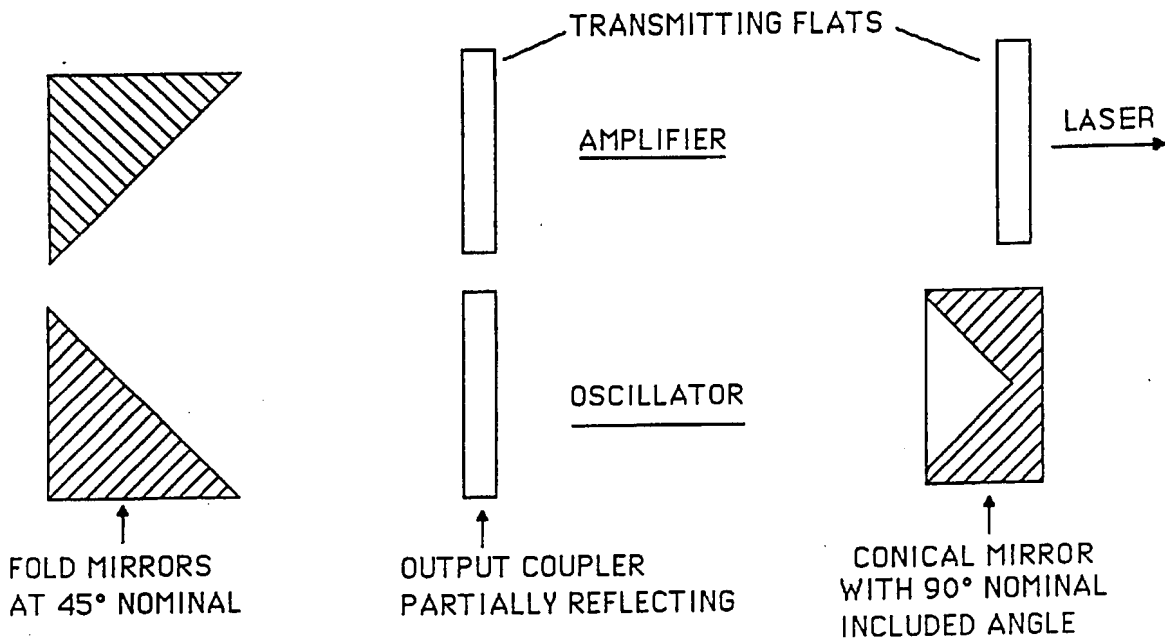 TRANSMITTING FLATS
LASER
AMPLIFIER
OSCILLATOR
FOLD MIRRORS
AT 45° NOMINAL
OUTPUT COUPLER
PARTIALLY REFLECTING
CONICAL MIRROR
WITH 90° NOMINAL
INCLUDED ANGLE